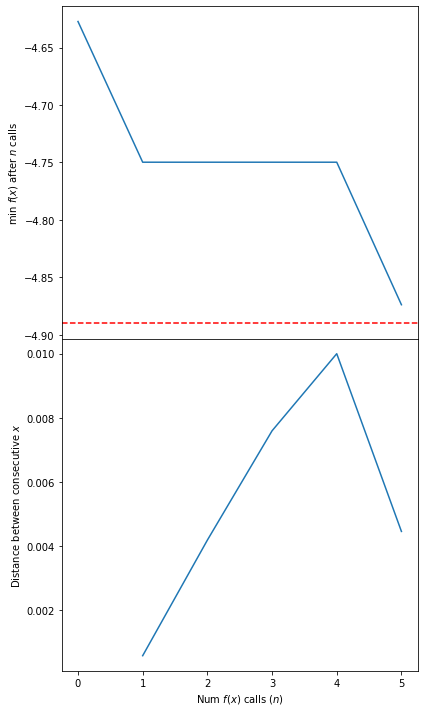 min f(x) after n calls
−4.65
−4.70
−4.75
−4.80
−4.85
−4.90
Distance between consecutive x
0.010
0.008
0.006
0.004
0.002
0 1 2 3 4 5
Num f(x) calls (n)